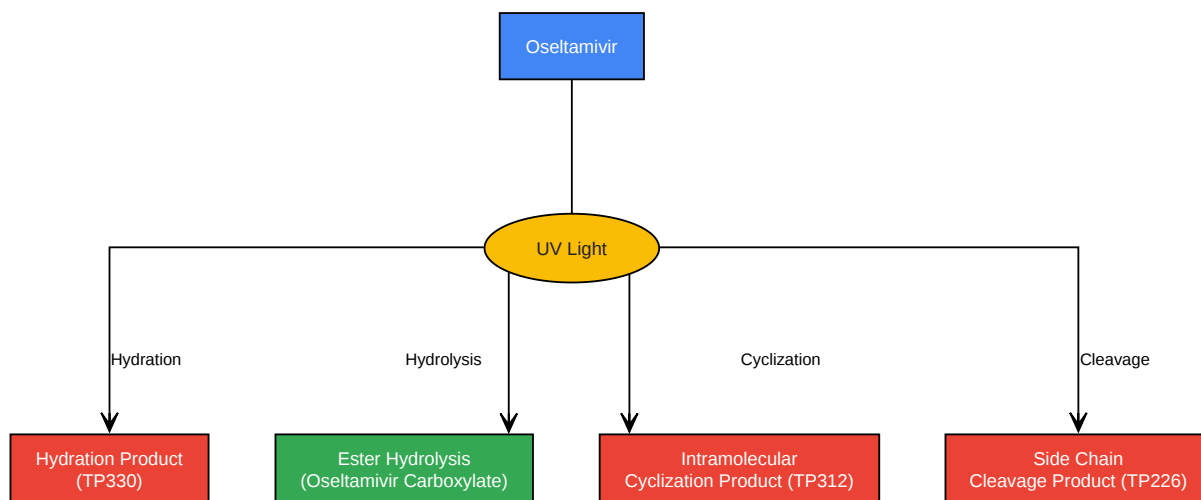 Oseltamivir
UV Light
Hydration
Hydrolysis
Cyclization
Cleavage
Hydration Product
(TP330)
Ester Hydrolysis
(Oseltamivir Carboxylate)
Intramolecular
Cyclization Product (TP312)
Side Chain
Cleavage Product (TP226)